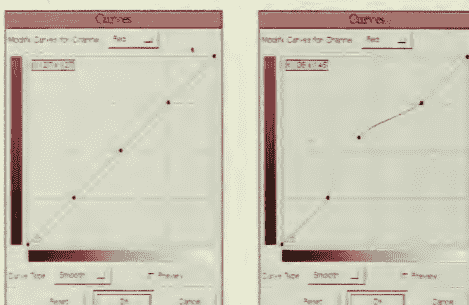 Curves
Modify Curves for Channel: Red
Curve Type: Smooth Preview
Reset OK Cancel
Curves
Modify Curves for Channel: Red
Curve Type: Smooth Preview
Reset OK Cancel